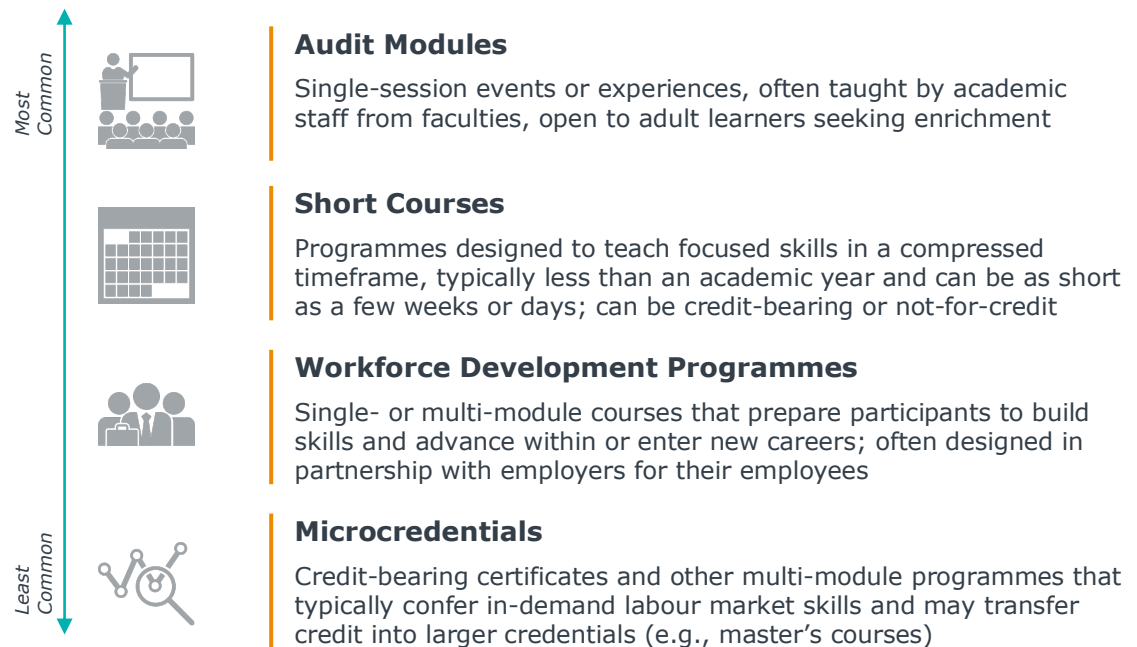 Most
Common
Audit Modules
Single-session events or experiences, often taught by academic
staff from faculties, open to adult learners seeking enrichment
Short Courses
Programmes designed to teach focused skills in a compressed
timeframe, typically less than an academic year and can be as short
as a few weeks or days; can be credit-bearing or not-for-credit
Workforce Development Programmes
Single- or multi-module courses that prepare participants to build
skills and advance within or enter new careers; often designed in
partnership with employers for their employees
Least
Common
Microcredentials
Credit-bearing certificates and other multi-module programmes that
typically confer in-demand labour market skills and may transfer
credit into larger credentials (e.g., master’s courses)